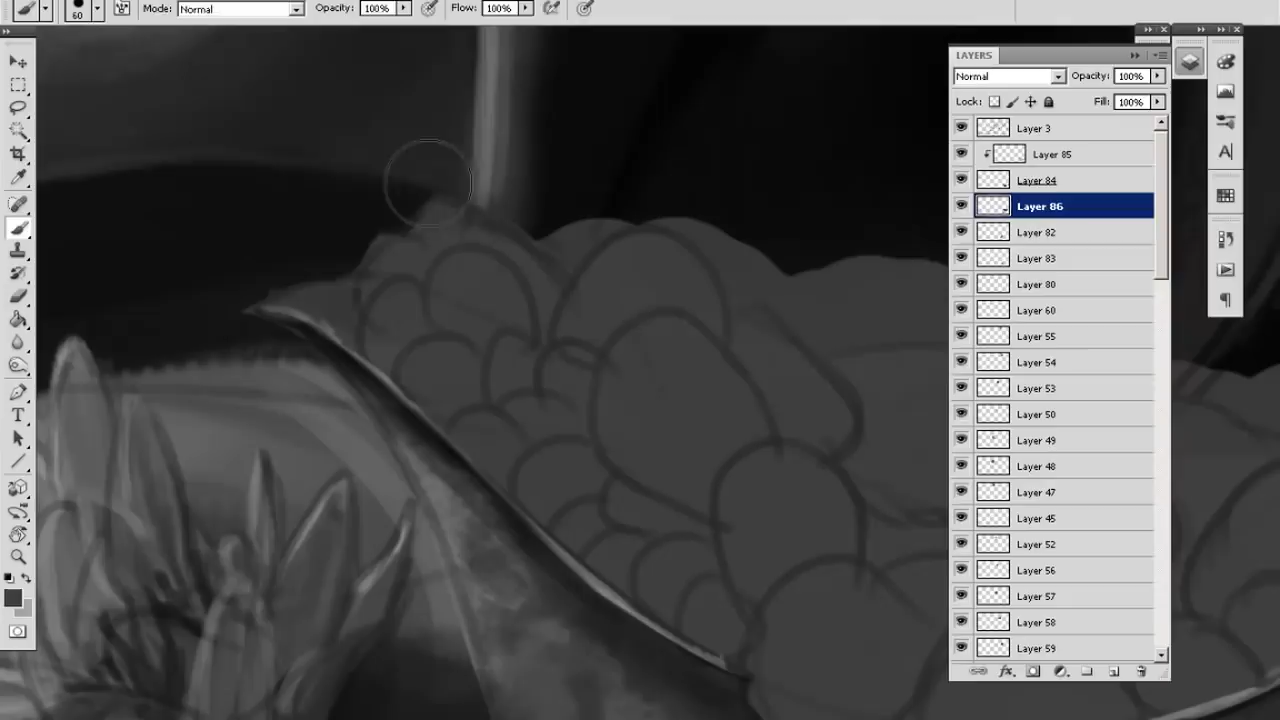 60
Mode: Normal
Opacity: 100%
Flow: 100%
LAYERS
Normal
Opacity: 100%
Lock:
Fill: 100%
Layer 3
Layer 85
Layer 84
Layer 86
Layer 82
Layer 83
Layer 80
Layer 60
Layer 55
Layer 54
Layer 53
Layer 50
Layer 49
Layer 48
Layer 47
Layer 45
Layer 52
Layer 56
Layer 57
Layer 58
Layer 59